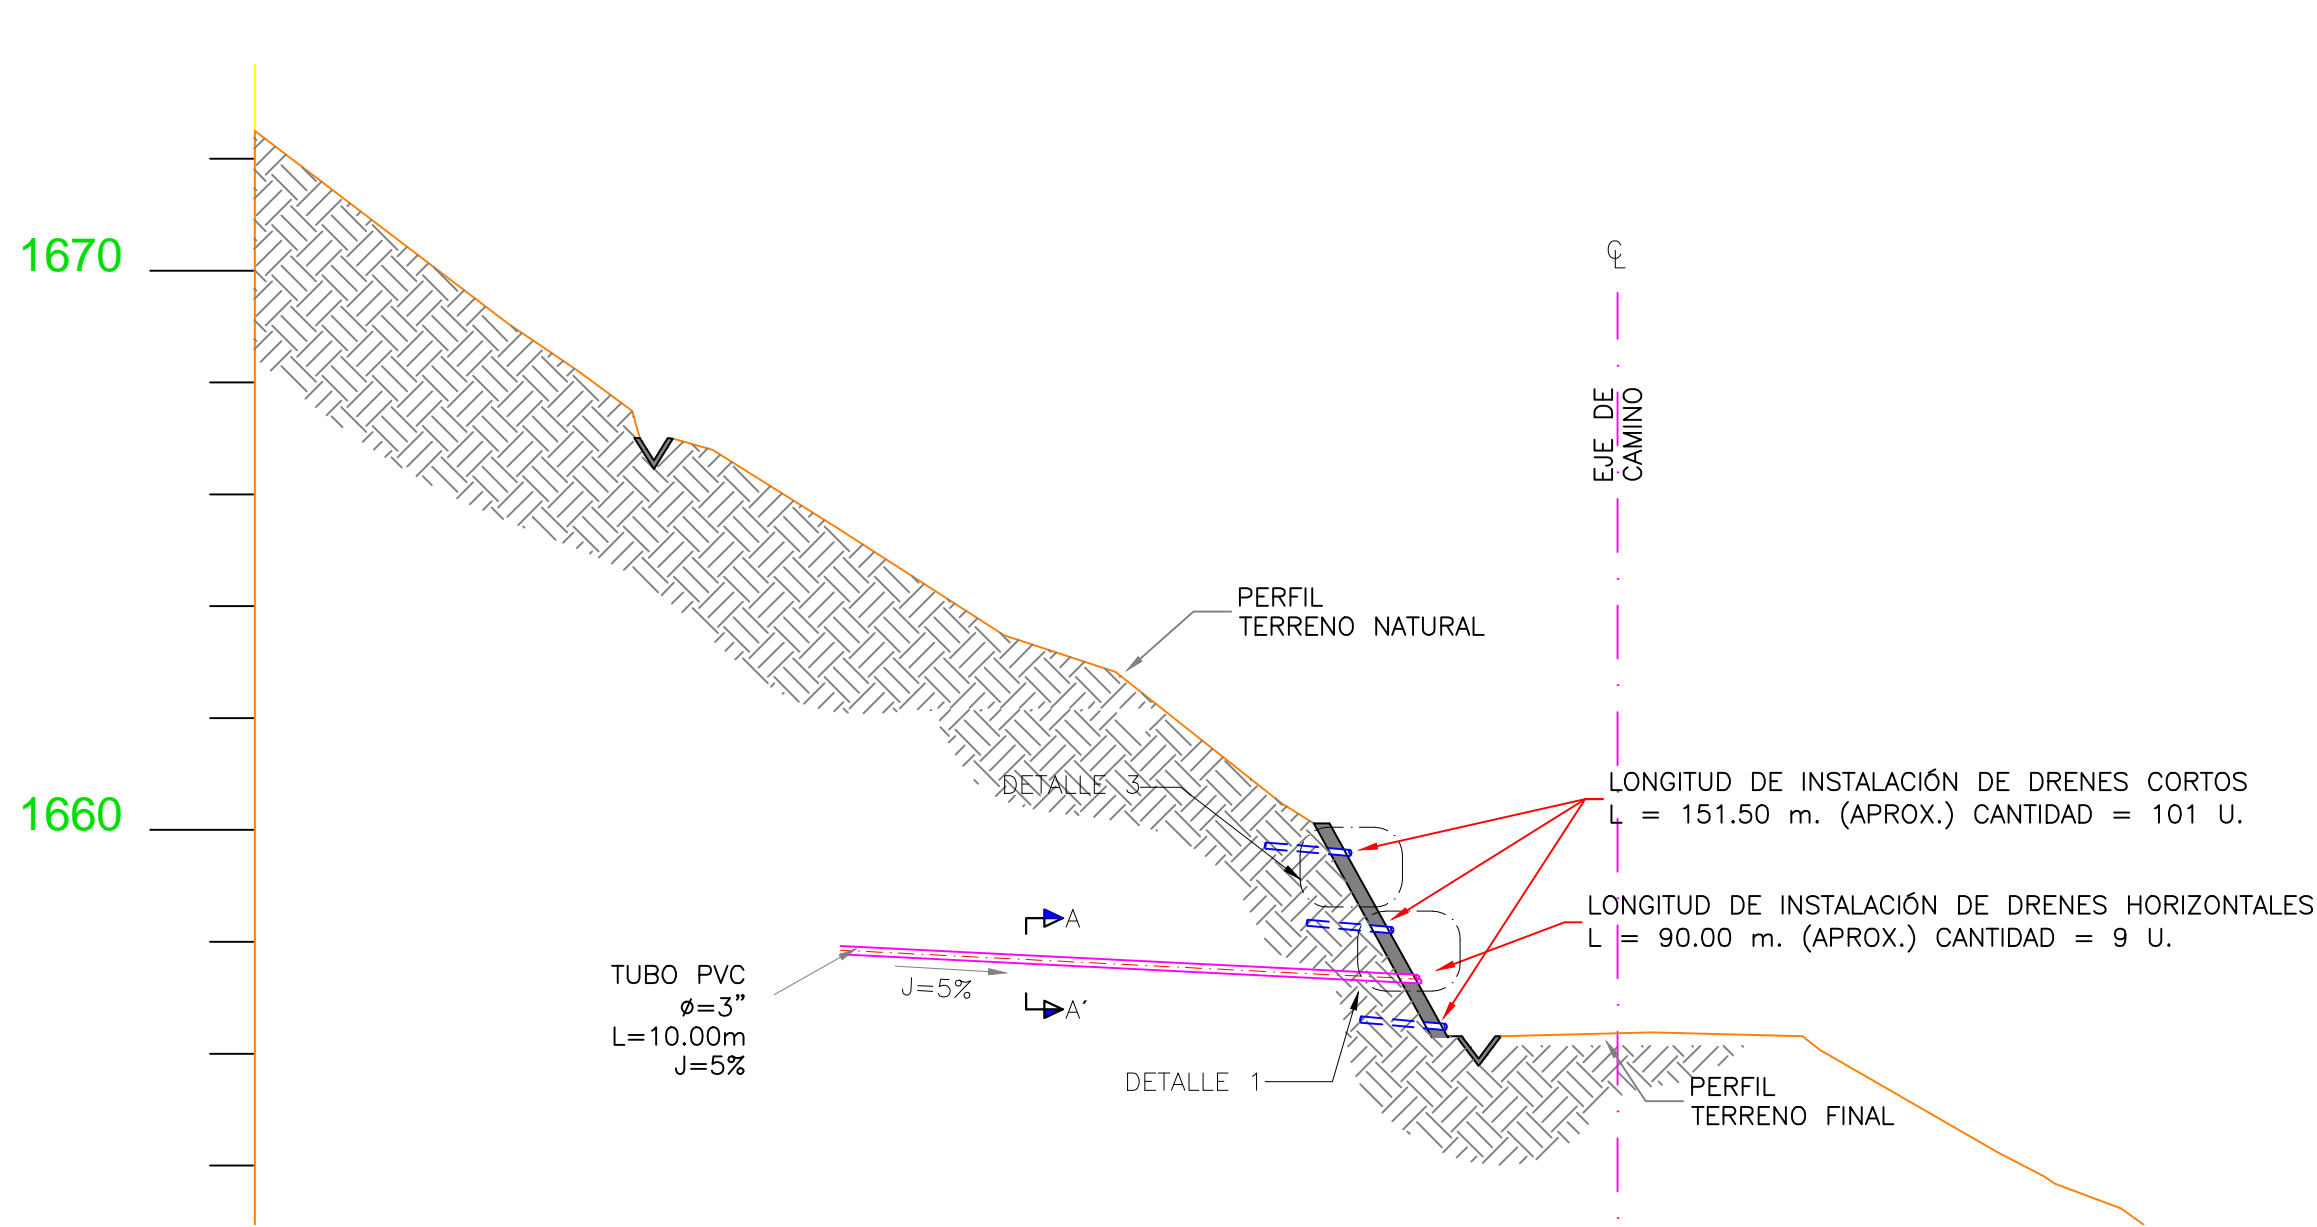 1670
℄
EJE DE
CAMINO
PERFIL
TERRENO NATURAL
1660
DETALLE 3
LONGITUD DE INSTALACIÓN DE DRENES CORTOS
L = 151.50 m. (APROX.) CANTIDAD = 101 U.
LONGITUD DE INSTALACIÓN DE DRENES HORIZONTALES
L = 90.00 m. (APROX.) CANTIDAD = 9 U.
A
TUBO PVC
ø=3"
L=10.00m
J=5%
J=5%
A´
DETALLE 1
PERFIL
TERRENO FINAL